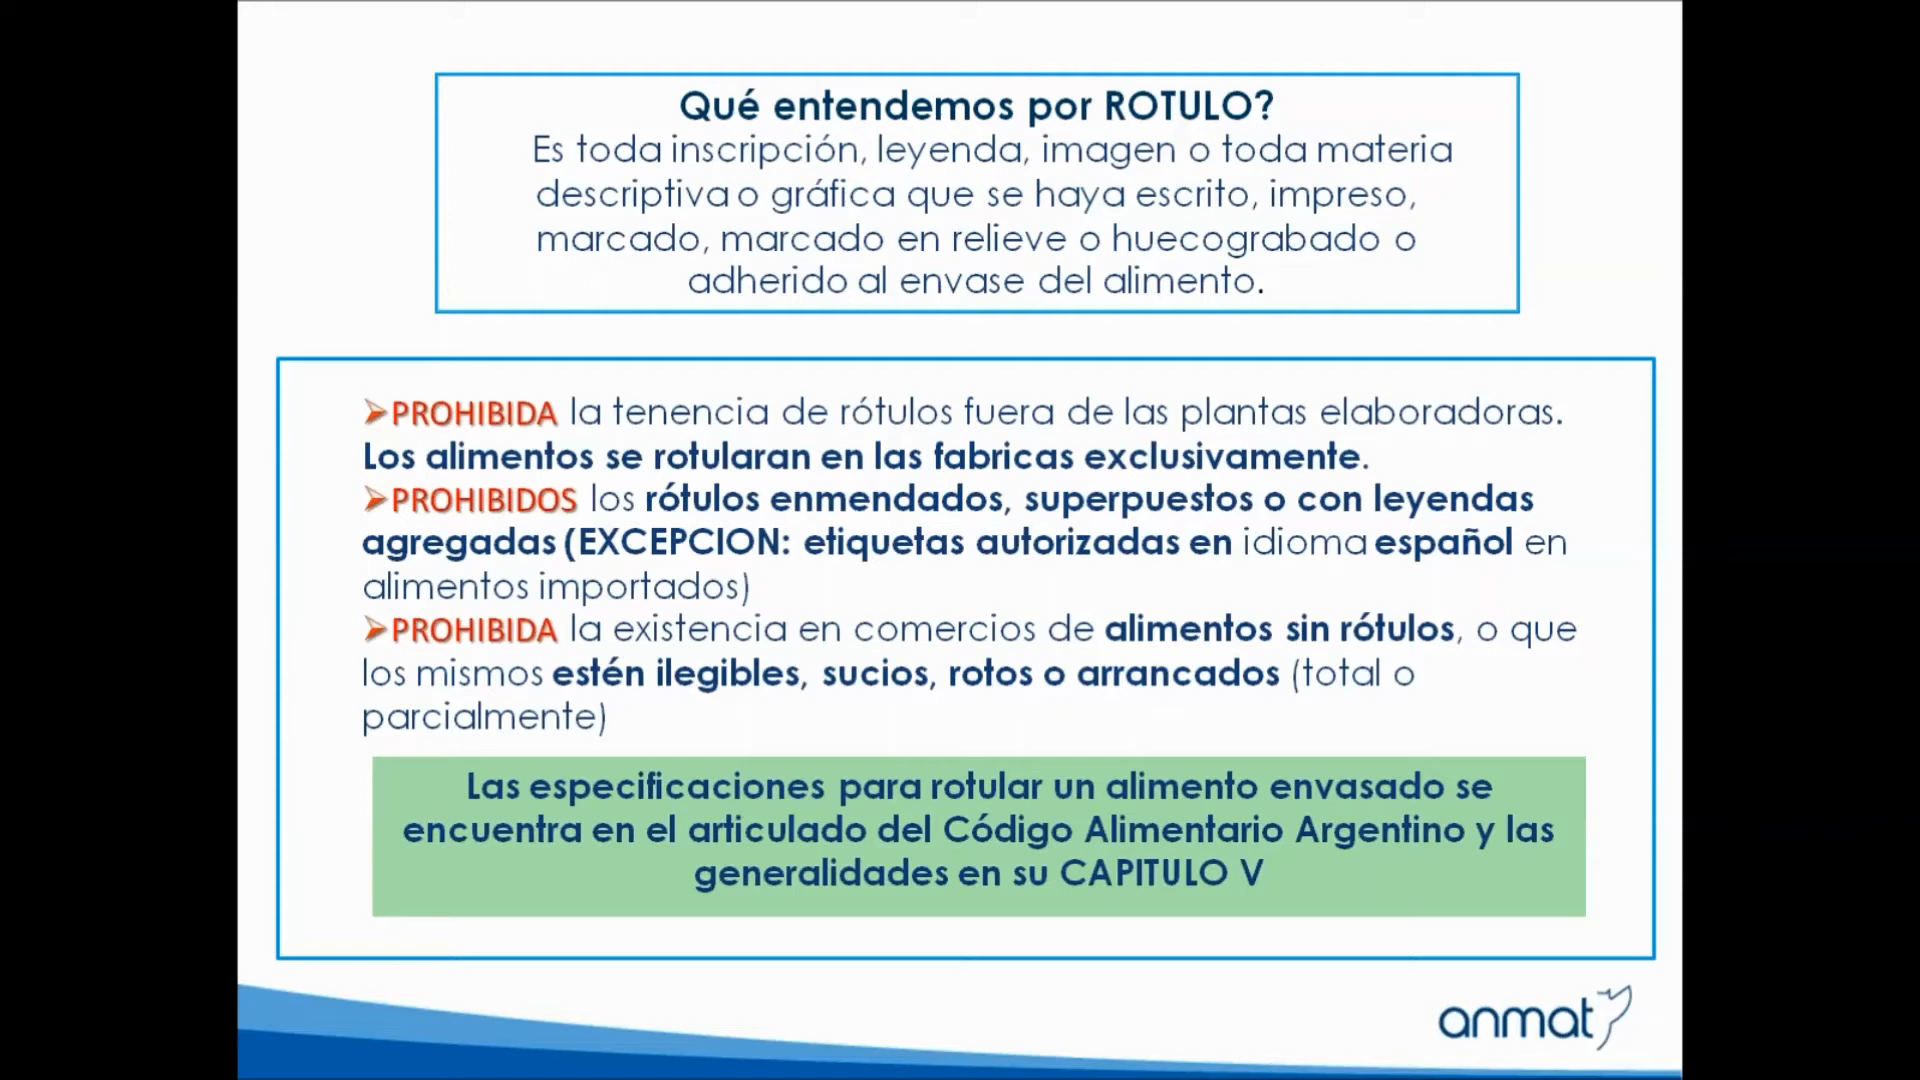 Qué entendemos por ROTULO?
Es toda inscripción, leyenda, imagen o toda materia
descriptiva o gráfica que se haya escrito, impreso,
marcado, marcado en relieve o huecograbado o
adherido al envase del alimento.
➢PROHIBIDA la tenencia de rótulos fuera de las plantas elaboradoras.
Los alimentos se rotularan en las fabricas exclusivamente.
➢PROHIBIDOS los rótulos enmendados, superpuestos o con leyendas
agregadas (EXCEPCION: etiquetas autorizadas en idioma español en
alimentos importados)
➢PROHIBIDA la existencia en comercios de alimentos sin rótulos, o que
los mismos estén ilegibles, sucios, rotos o arrancados (total o
parcialmente)
Las especificaciones para rotular un alimento envasado se
encuentra en el articulado del Código Alimentario Argentino y las
generalidades en su CAPITULO V
anmat